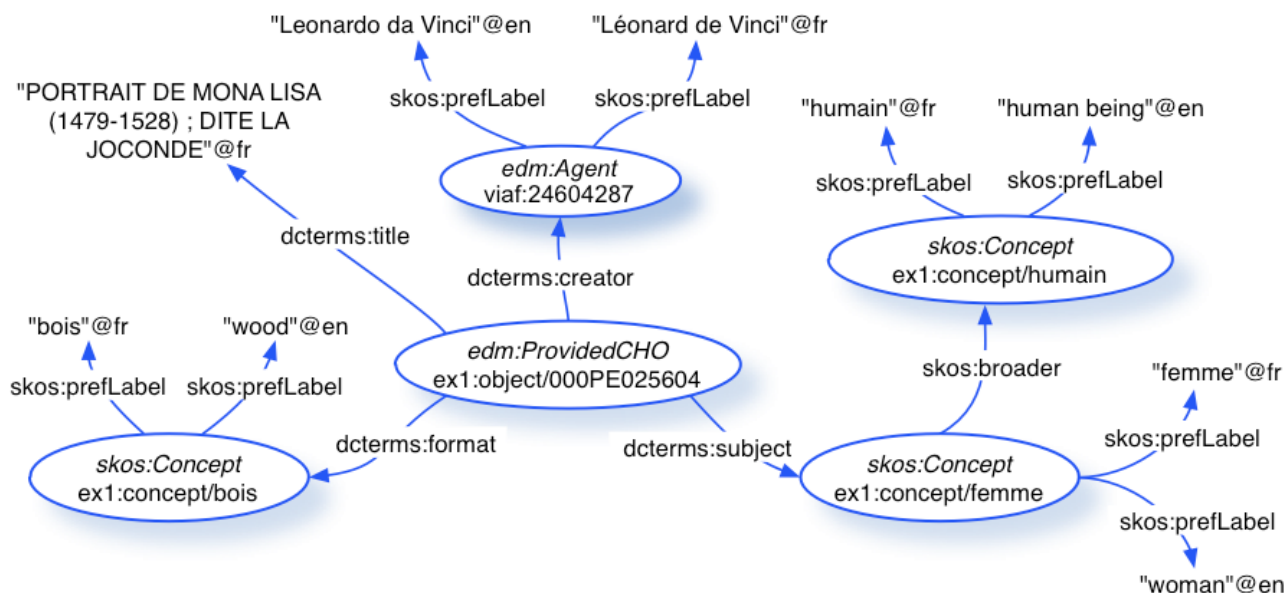 "Leonardo da Vinci"@en
"Léonard de Vinci"@fr
skos:prefLabel
skos:prefLabel
"PORTRAIT DE MONA LISA
(1479-1528) ; DITE LA
JOCONDE"@fr
"humain"@fr
"human being"@en
edm:Agent
viaf:24604287
skos:prefLabel
skos:prefLabel
dcterms:title
skos:Concept
ex1:concept/humain
dcterms:creator
"bois"@fr
"wood"@en
edm:ProvidedCHO
ex1:object/000PE025604
skos:broader
"femme"@fr
skos:prefLabel
skos:prefLabel
dcterms:format
dcterms:subject
skos:prefLabel
skos:Concept
ex1:concept/bois
skos:Concept
ex1:concept/femme
skos:prefLabel
"woman"@en